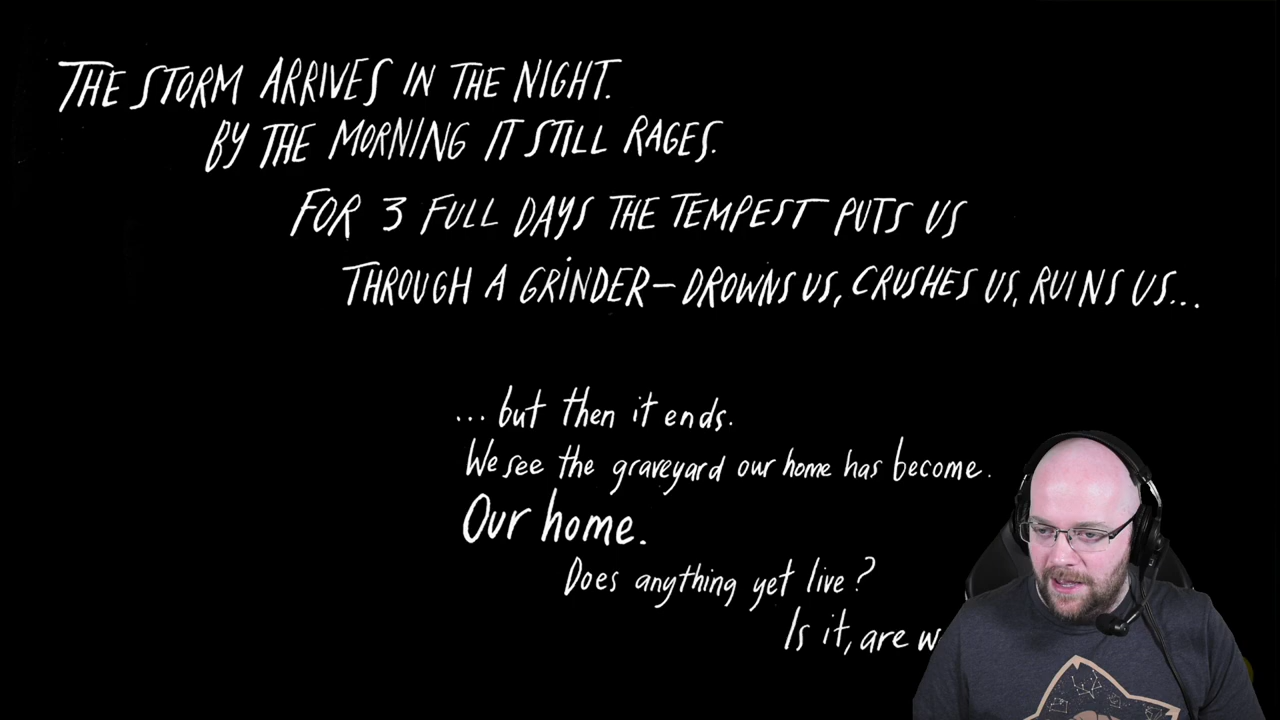 THE STORM ARRIVES IN THE NIGHT.
BY THE MORNING IT STILL RAGES.
FOR 3 FULL DAYS THE TEMPEST PUTS US
THROUGH A GRINDER—DROWNS US, CRUSHES US, RUINS US...
...but then it ends.
We see the graveyard our home has become.
Our home.
Does anything yet live?
Is it, are